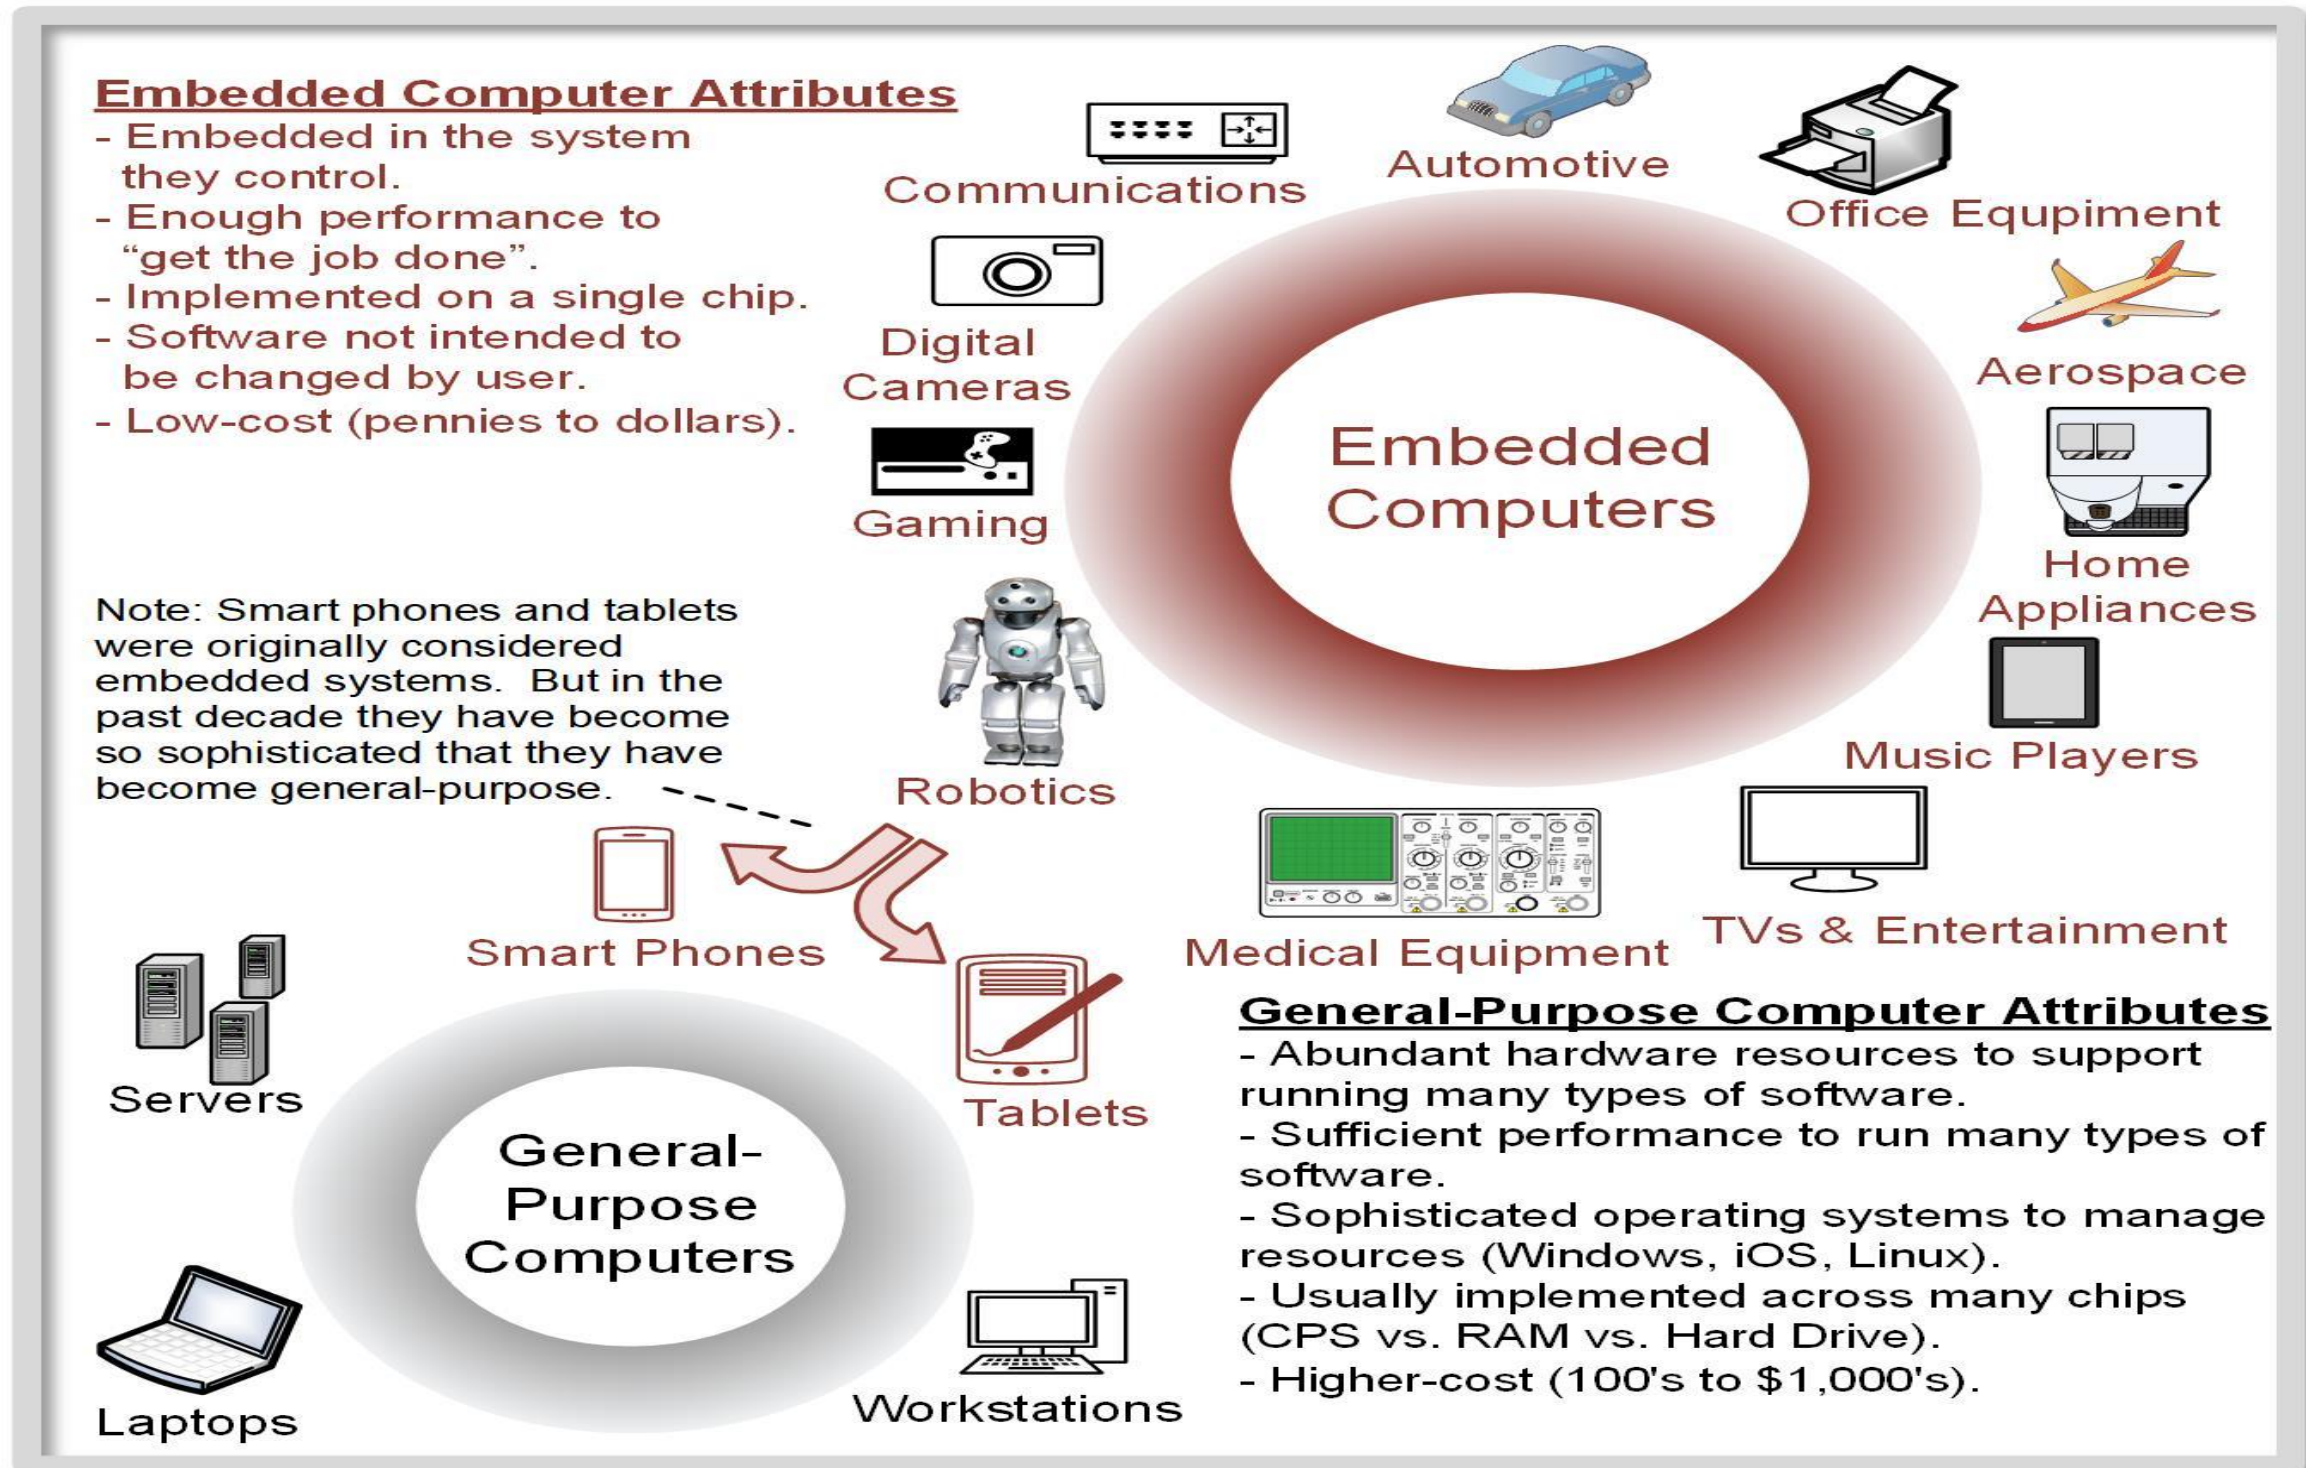 Embedded Computer Attributes
- Embedded in the system
they control.
- Enough performance to
“get the job done”.
- Implemented on a single chip.
- Software not intended to
be changed by user.
- Low-cost (pennies to dollars).
Communications
Automotive
Office Equpiment
Digital
Cameras
Aerospace
Gaming
Embedded
Computers
Home
Appliances
Note: Smart phones and tablets
were originally considered
embedded systems.  But in the
past decade they have become
so sophisticated that they have
become general-purpose.
Robotics
Music Players
Smart Phones
Medical Equipment
TVs & Entertainment
Servers
Tablets
General-
Purpose
Computers
Laptops
Workstations
General-Purpose Computer Attributes
- Abundant hardware resources to support
running many types of software.
- Sufficient performance to run many types of
software.
- Sophisticated operating systems to manage
resources (Windows, iOS, Linux).
- Usually implemented across many chips
(CPS vs. RAM vs. Hard Drive).
- Higher-cost (100's to $1,000's).